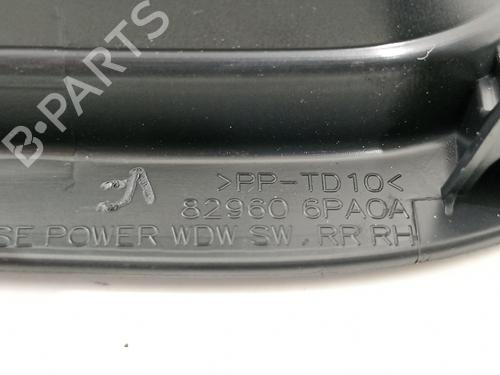 B-PARTS
>PP-TD10<
82960 6PA0A
SE POWER WDW SW, RR RH